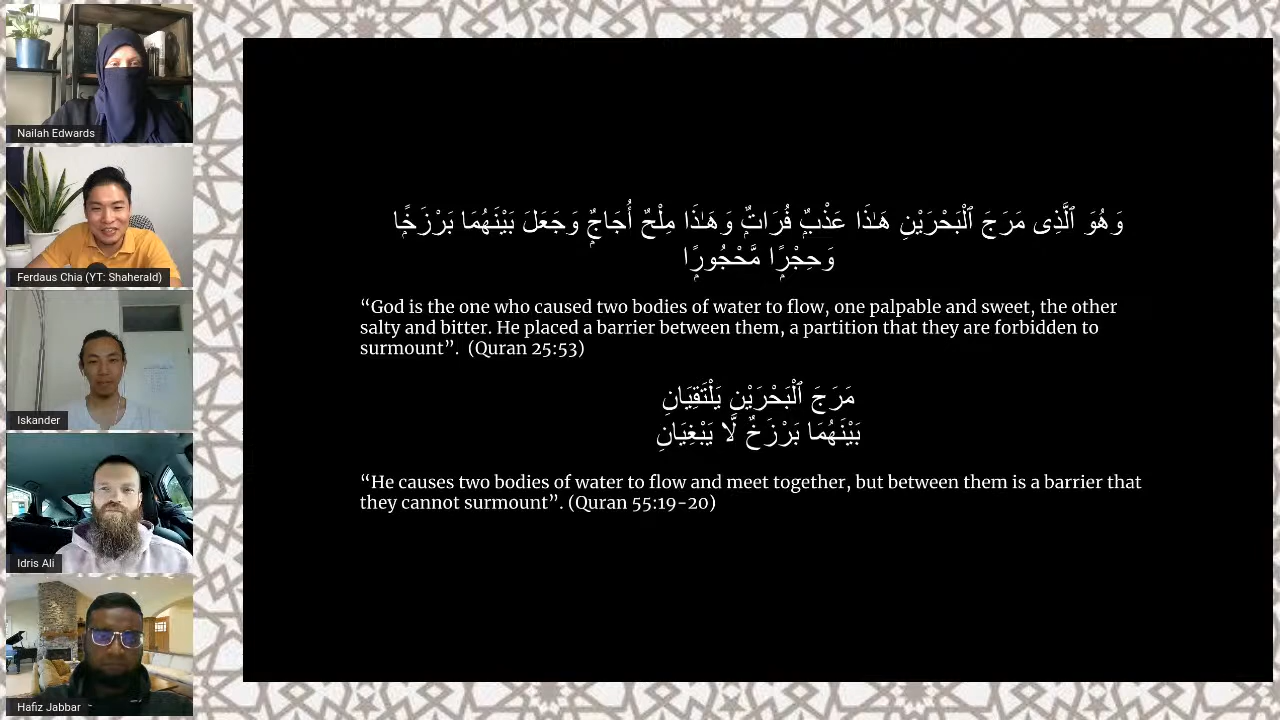 Nailah Edwards
Ferdaus Chia (YT: Shaherald)
Iskander
Idris Ali
Hafiz Jabbar
وَهُوَ ٱلَّذِى مَرَجَ ٱلْبَحْرَيْنِ هَـٰذَا عَذْبٌۭ فُرَاتٌۭ وَهَـٰذَا مِلْحٌ أُجَاجٌۭ وَجَعَلَ بَيْنَهُمَا بَرْزَخًۭا
وَحِجْرًۭا مَّحْجُورًۭا
“God is the one who caused two bodies of water to flow, one palpable and sweet, the other
salty and bitter. He placed a barrier between them, a partition that they are forbidden to
surmount”. (Quran 25:53)
مَرَجَ ٱلْبَحْرَيْنِ يَلْتَقِيَانِ
بَيْنَهُمَا بَرْزَخٌۭ لَّا يَبْغِيَانِ
“He causes two bodies of water to flow and meet together, but between them is a barrier that
they cannot surmount”. (Quran 55:19-20)